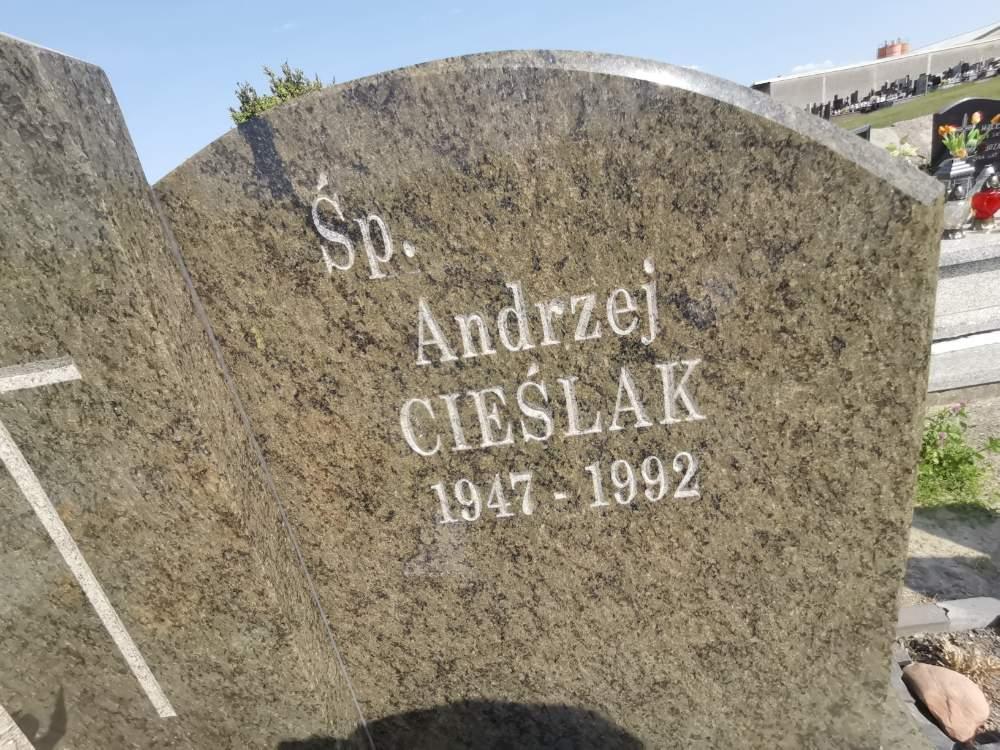 Śp.
Andrzej
CIEŚLAK
1947 - 1992